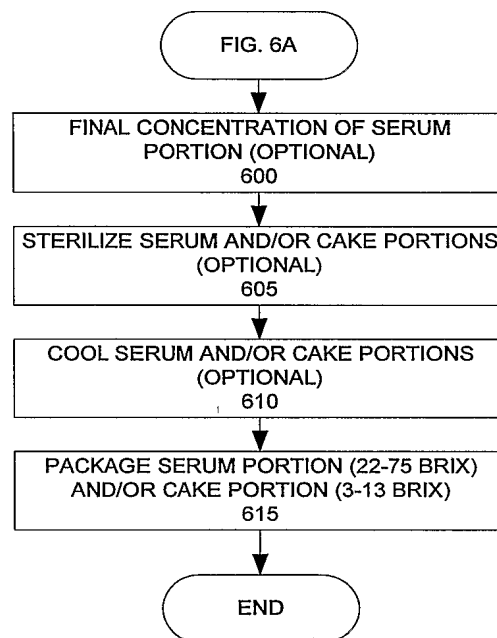 FIG. 6A
FINAL CONCENTRATION OF SERUM
PORTION (OPTIONAL)
600
STERILIZE SERUM AND/OR CAKE PORTIONS
(OPTIONAL)
605
COOL SERUM AND/OR CAKE PORTIONS
(OPTIONAL)
610
PACKAGE SERUM PORTION (22-75 BRIX)
AND/OR CAKE PORTION (3-13 BRIX)
615
END